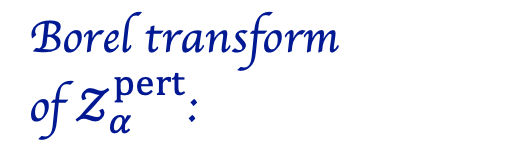 Borel transform
of Z_α^pert: